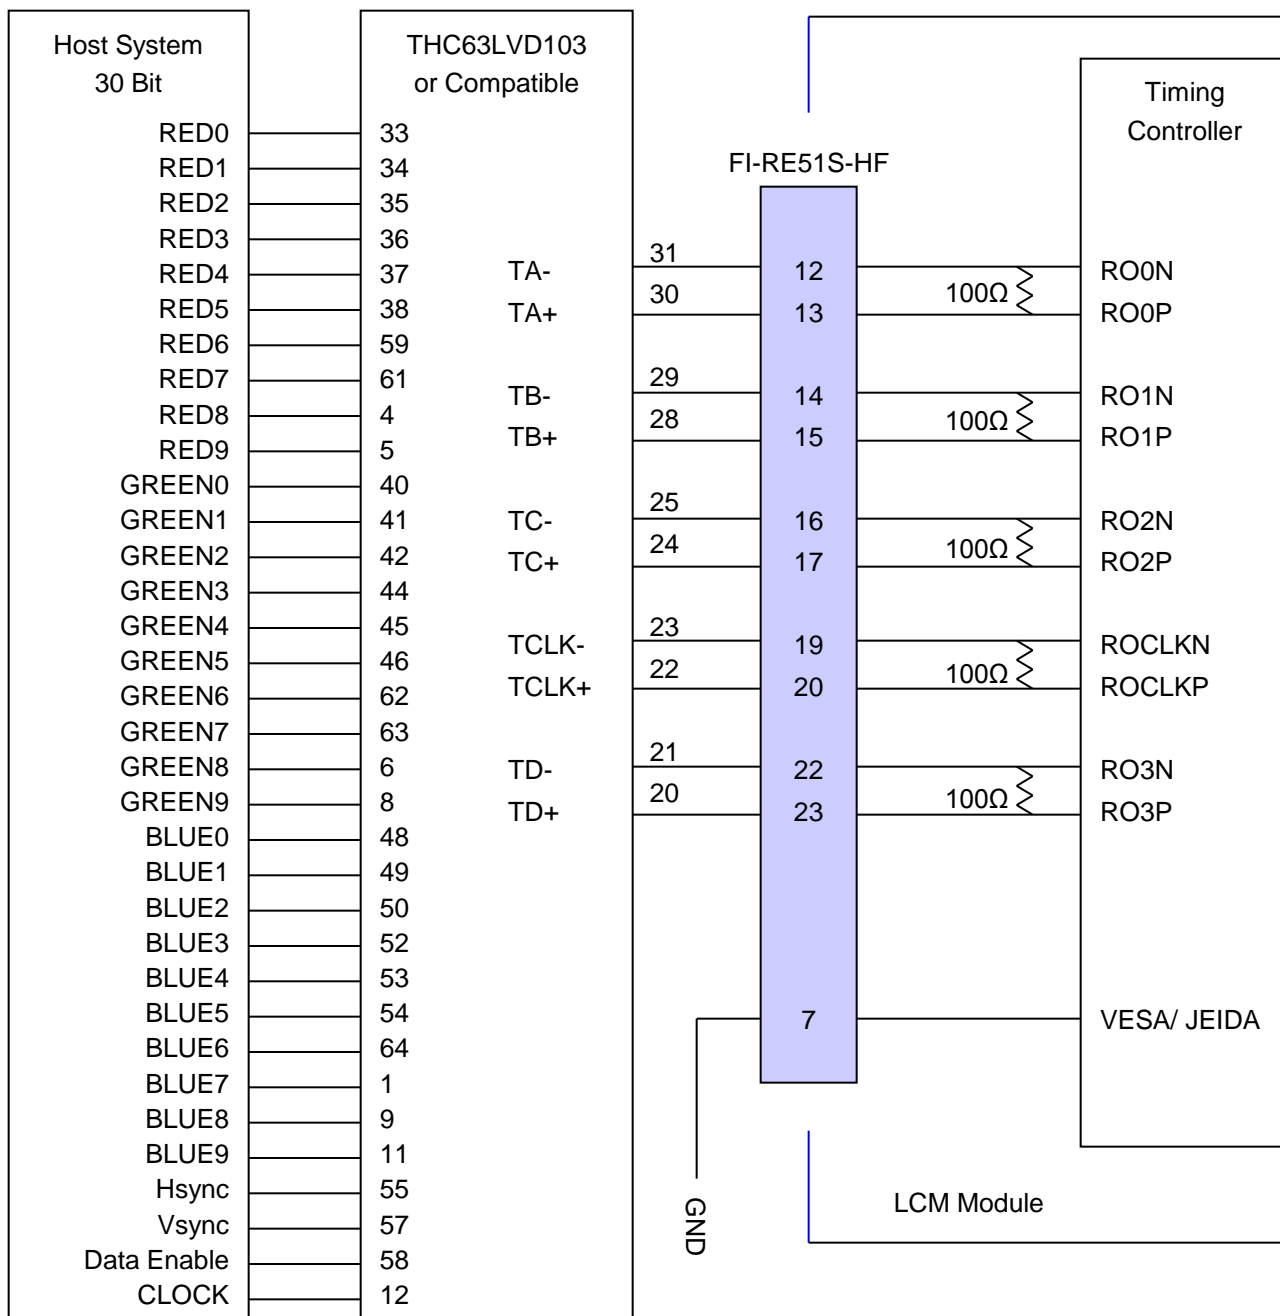 Host System
30 Bit
RED0 33
RED1 34
RED2 35
RED3 36
RED4 37
RED5 38
RED6 59
RED7 61
RED8 4
RED9 5
GREEN0 40
GREEN1 41
GREEN2 42
GREEN3 44
GREEN4 45
GREEN5 46
GREEN6 62
GREEN7 63
GREEN8 6
GREEN9 8
BLUE0 48
BLUE1 49
BLUE2 50
BLUE3 52
BLUE4 53
BLUE5 54
BLUE6 64
BLUE7 1
BLUE8 9
BLUE9 11
Hsync 55
Vsync 57
Data Enable 58
CLOCK 12
THC63LVD103
or Compatible
TA- 31
TA+ 30
TB- 29
TB+ 28
TC- 25
TC+ 24
TCLK- 23
TCLK+ 22
TD- 21
TD+ 20
FI-RE51S-HF
12
13
14
15
16
17
19
20
22
23
7
GND
100Ω
100Ω
100Ω
100Ω
100Ω
Timing
Controller
RO0N
RO0P
RO1N
RO1P
RO2N
RO2P
ROCLKN
ROCLKP
RO3N
RO3P
VESA/ JEIDA
LCM Module